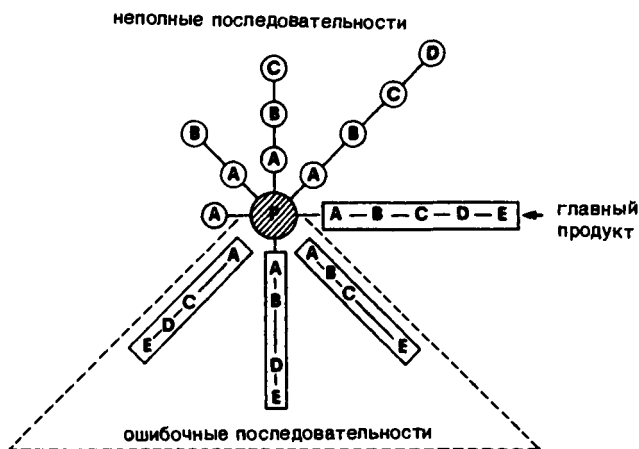 неполные последовательности
C
D
B
C
B
B
A
A
A
A
P
A — B — C — D — E
главный
продукт
A
C
D
E
A
B
D
E
A
B
C
E
ошибочные последовательности